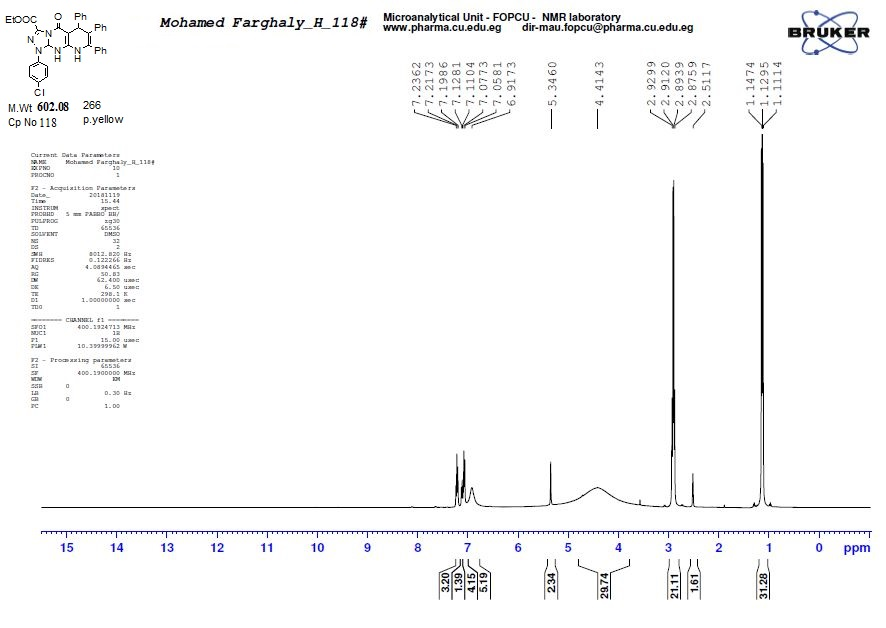 Mohamed Farghaly_H_118#
Microanalytical Unit - FOPCU - NMR laboratory
www.pharma.cu.edu.eg dir-mau.fopcu@pharma.cu.edu.eg
BRUKER
EtOOC
O
Ph
N
N
Ph
N
N
N
H
N
H
Ph
Cl
M.Wt 602.08 266
Cp No 118 p.yellow
7.2362
7.2173
7.1986
7.1281
7.1104
7.0773
7.0581
6.9173
5.3460
4.4143
2.9299
2.9120
2.8939
2.8759
2.5117
1.1474
1.1295
1.1114
Current Data Parameters
NAME Mohamed Farghaly_H_118#
EXPNO 10
PROCNO 1
F2 - Acquisition Parameters
Date_ 20181119
Time 15.44
INSTRUM spect
PROBHD 5 mm PABBO BB/
PULPROG zg30
TD 65536
SOLVENT DMSO
NS 32
DS 2
SWH 8012.820 Hz
FIDRES 0.122266 Hz
AQ 4.0894465 sec
RG 50.83
DW 62.400 usec
DE 6.50 usec
TE 298.1 K
D1 1.00000000 sec
TD0 1
======== CHANNEL f1 ========
SFO1 400.1924713 MHz
NUC1 1H
P1 15.00 usec
PLW1 10.39999962 W
F2 - Processing parameters
SI 65536
SF 400.1900000 MHz
WDW EM
SSB 0
LB 0.30 Hz
GB 0
PC 1.00
15 14 13 12 11 10 9 8 7 6 5 4 3 2 1 0 ppm
3.20
1.39
4.15
5.19
2.34
29.74
21.11
1.61
31.28